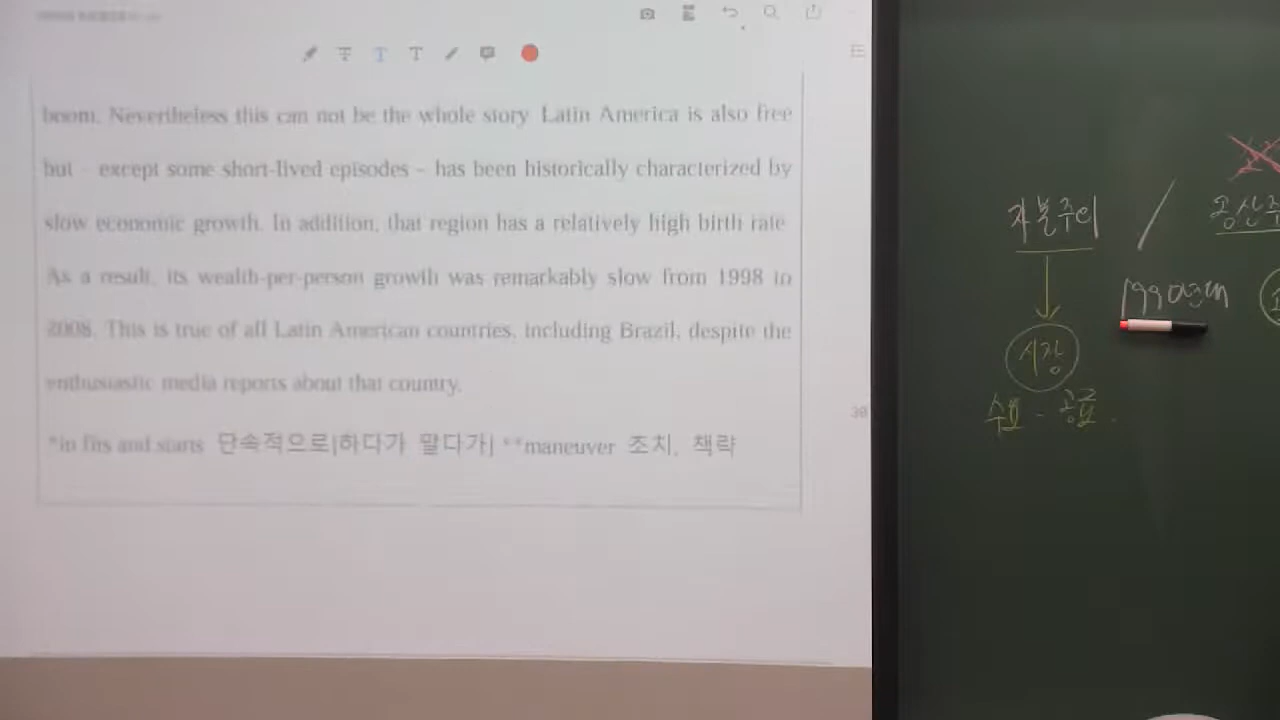 boom. Nevertheless this can not be the whole story. Latin America is also free
but – except some short-lived episodes – has been historically characterized by
slow economic growth. In addition, that region has a relatively high birth rate.
As a result, its wealth-per-person growth was remarkably slow from 1998 to
2008. This is true of all Latin American countries, including Brazil, despite the
enthusiastic media reports about that country.
*in fits and starts 단속적으로[하다가 말다가] **maneuver 조치, 책략
30
자본주의 / 공산주
1990년대
시장
수요 - 공급.